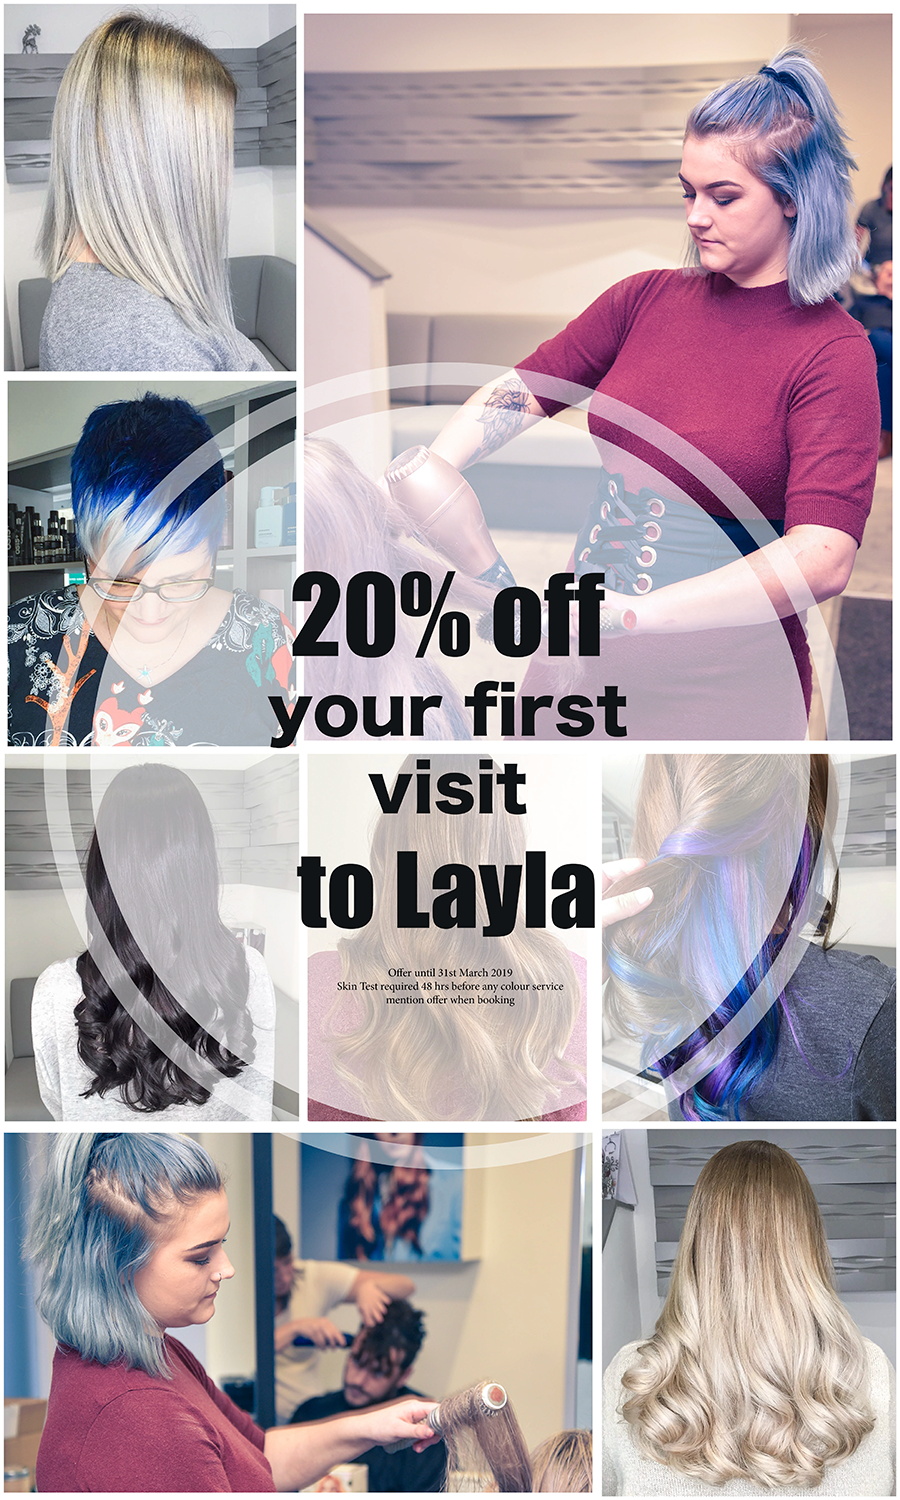 20% off
your first
visit
to Layla
Offer until 31st March 2019
Skin Test required 48 hrs before any colour service
mention offer when booking